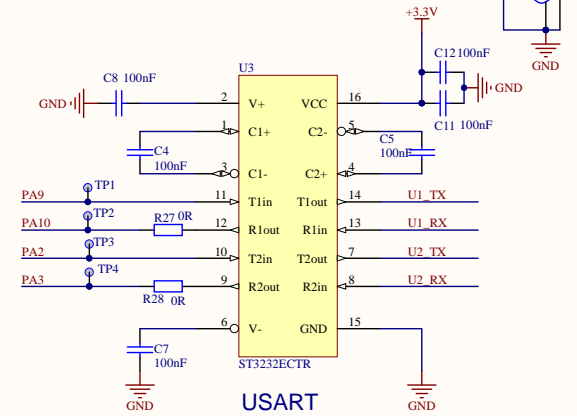 +3.3V
GND
U3
C12 100nF
C8 100nF
GND
2 V+ VCC 16
GND
C11 100nF
1 C1+ C2- 5
C4
100nF
C5
100nF
3 C1- C2+ 4
TP1
PA9 11 T1in T1out 14 U1_TX
TP2
PA10 R27 0R 12 R1out R1in 13 U1_RX
TP3
PA2 10 T2in T2out 7 U2_TX
TP4
PA3 9 R2out R2in 8 U2_RX
R28 0R
6 V- GND 15
C7
100nF
ST3232ECTR
GND
USART
GND